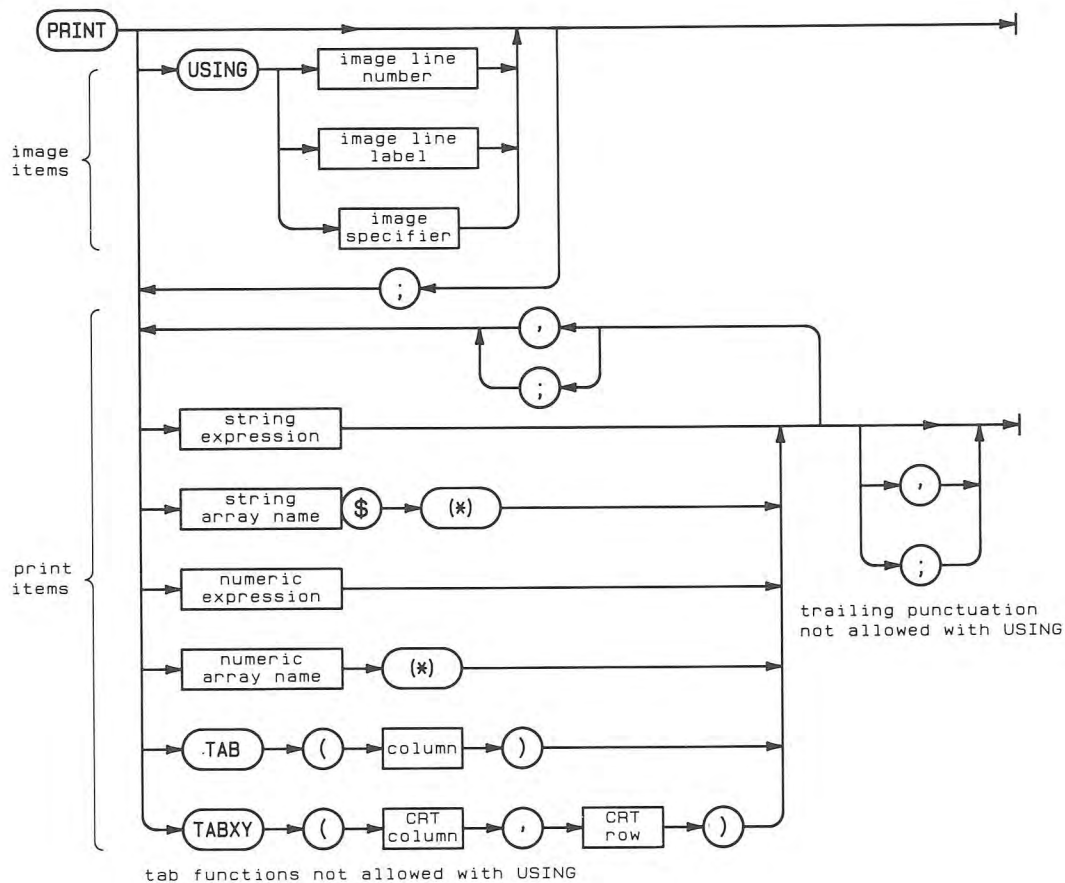 PRINT
USING
image line
number
image line
label
image
items
image
specifier
;
,
;
string
expression
string
array name $ (*)
,
;
print
items
numeric
expression
trailing punctuation
not allowed with USING
numeric
array name (*)
TAB ( column )
TABXY ( CRT
column , CRT
row )
tab functions not allowed with USING